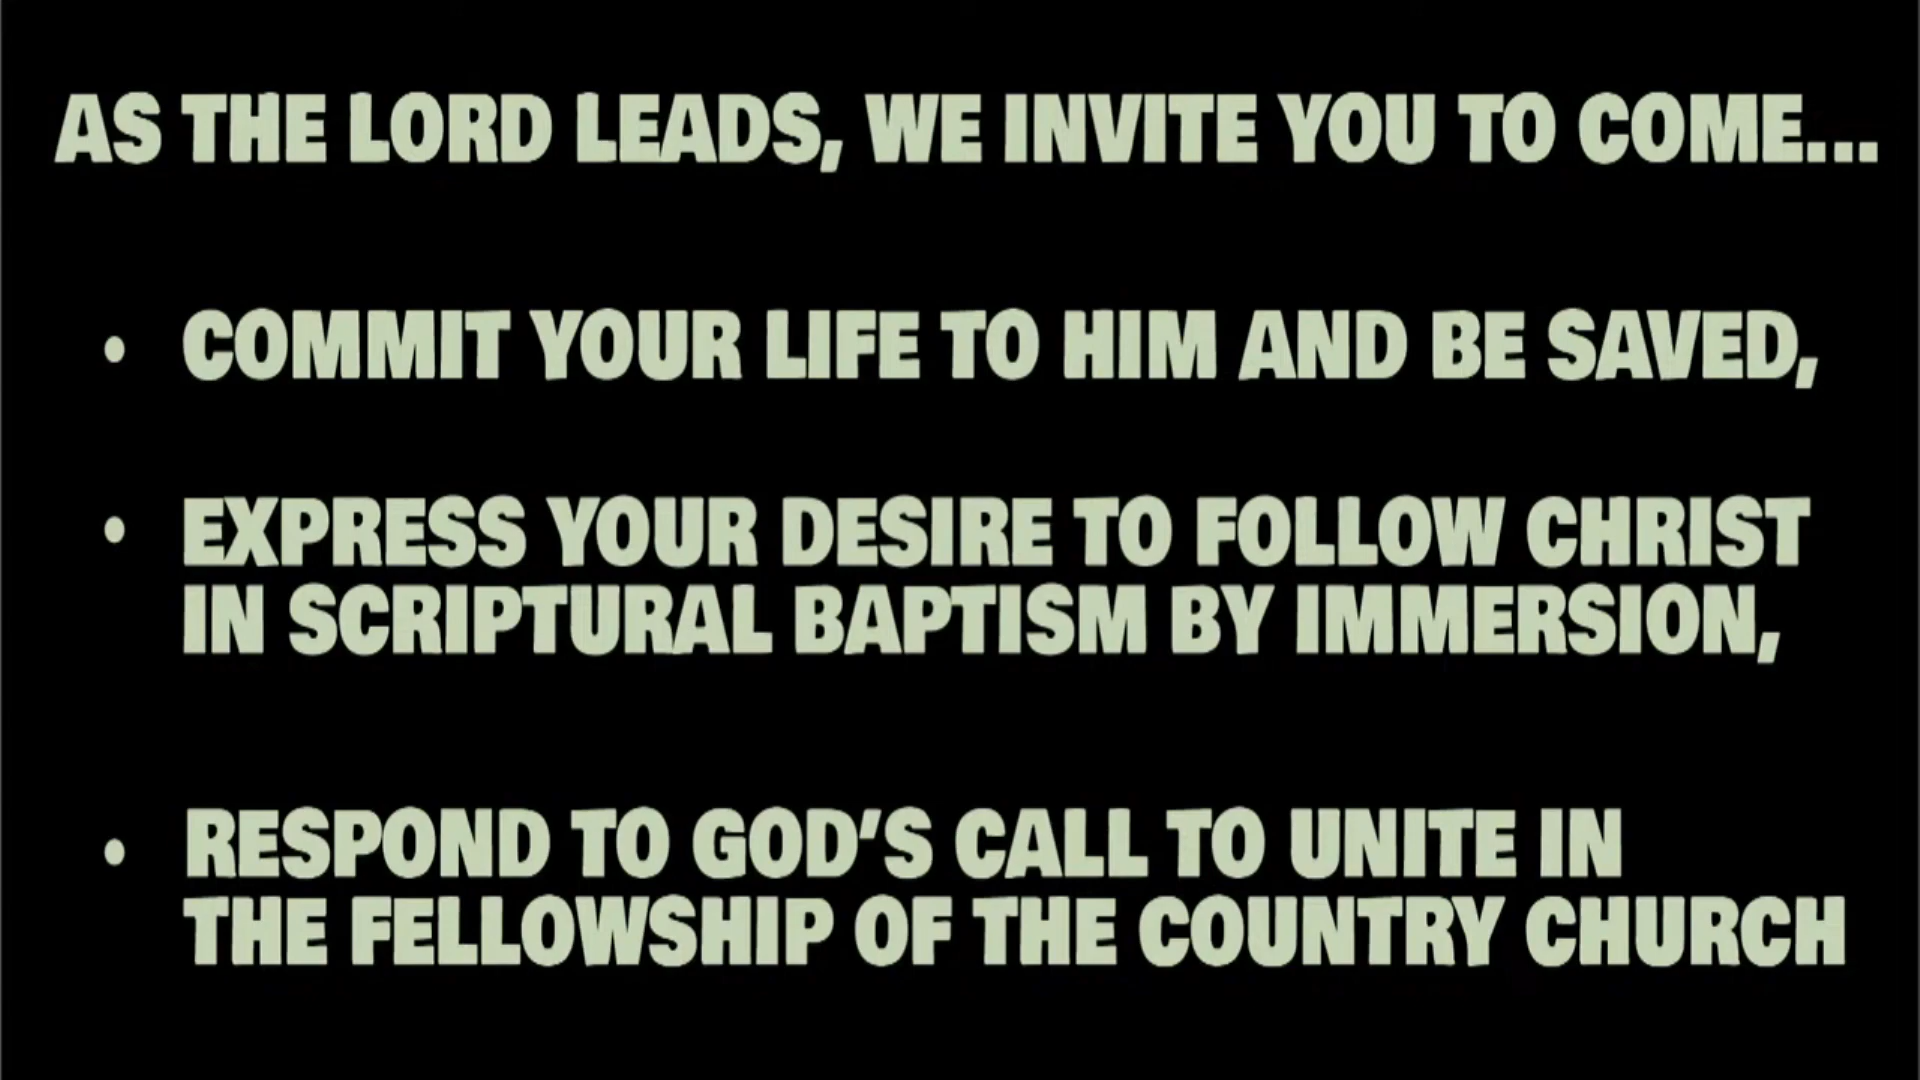 AS THE LORD LEADS, WE INVITE YOU TO COME...
• COMMIT YOUR LIFE TO HIM AND BE SAVED,
• EXPRESS YOUR DESIRE TO FOLLOW CHRIST
IN SCRIPTURAL BAPTISM BY IMMERSION,
• RESPOND TO GOD'S CALL TO UNITE IN
THE FELLOWSHIP OF THE COUNTRY CHURCH